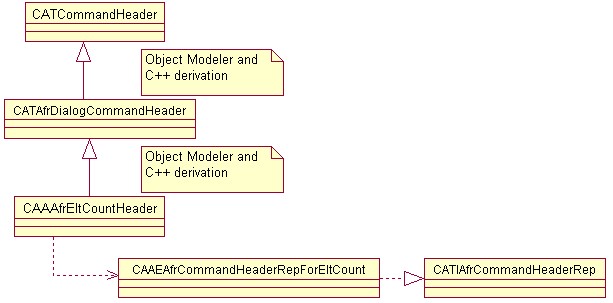 CATCommandHeader
Object Modeler and
C++ derivation
CATAfrDialogCommandHeader
Object Modeler and
C++ derivation
CAAAfrEltCountHeader
CAAEAfrCommandHeaderRepForEltCount
CATIAfrCommandHeaderRep